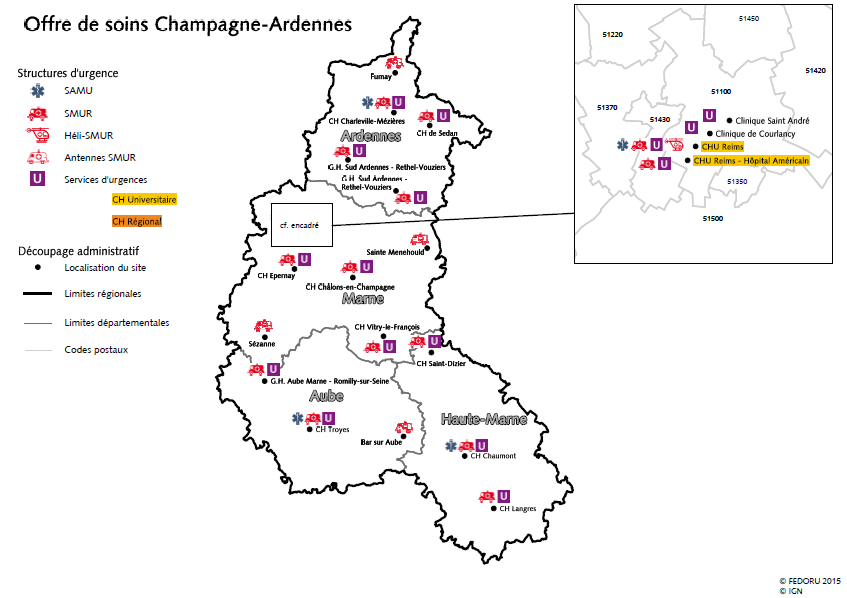 Offre de soins Champagne-Ardennes
Structures d'urgence
SAMU
SMUR
Héli-SMUR
Antennes SMUR
U Services d'urgences
CH Universitaire
CH Régional
Découpage administratif
Localisation du site
Limites régionales
Limites départementales
Codes postaux
Fumay
U
CH Charleville-Mézières
U
CH de Sedan
Ardennes
U
G.H. Sud Ardennes - Rethel-Vouziers
G.H. Sud Ardennes -
Rethel-Vouziers
U
cf. encadré
Sainte Menehould
U
CH Epernay
U
CH Châlons-en-Champagne
Marne
Sézanne
CH Vitry-le-François
U
U
CH Saint-Dizier
U
G.H. Aube Marne - Romilly-sur-Seine
Aube
U
CH Troyes
Bar sur Aube
Haute-Marne
U
CH Chaumont
U
CH Langres
51450
51220
51420
51100
51370
51430
U
Clinique Saint André
U
Clinique de Courlancy
U
CHU Reims
U
CHU Reims - Hôpital Américain
51350
51500
© FEDORU 2015
© IGN